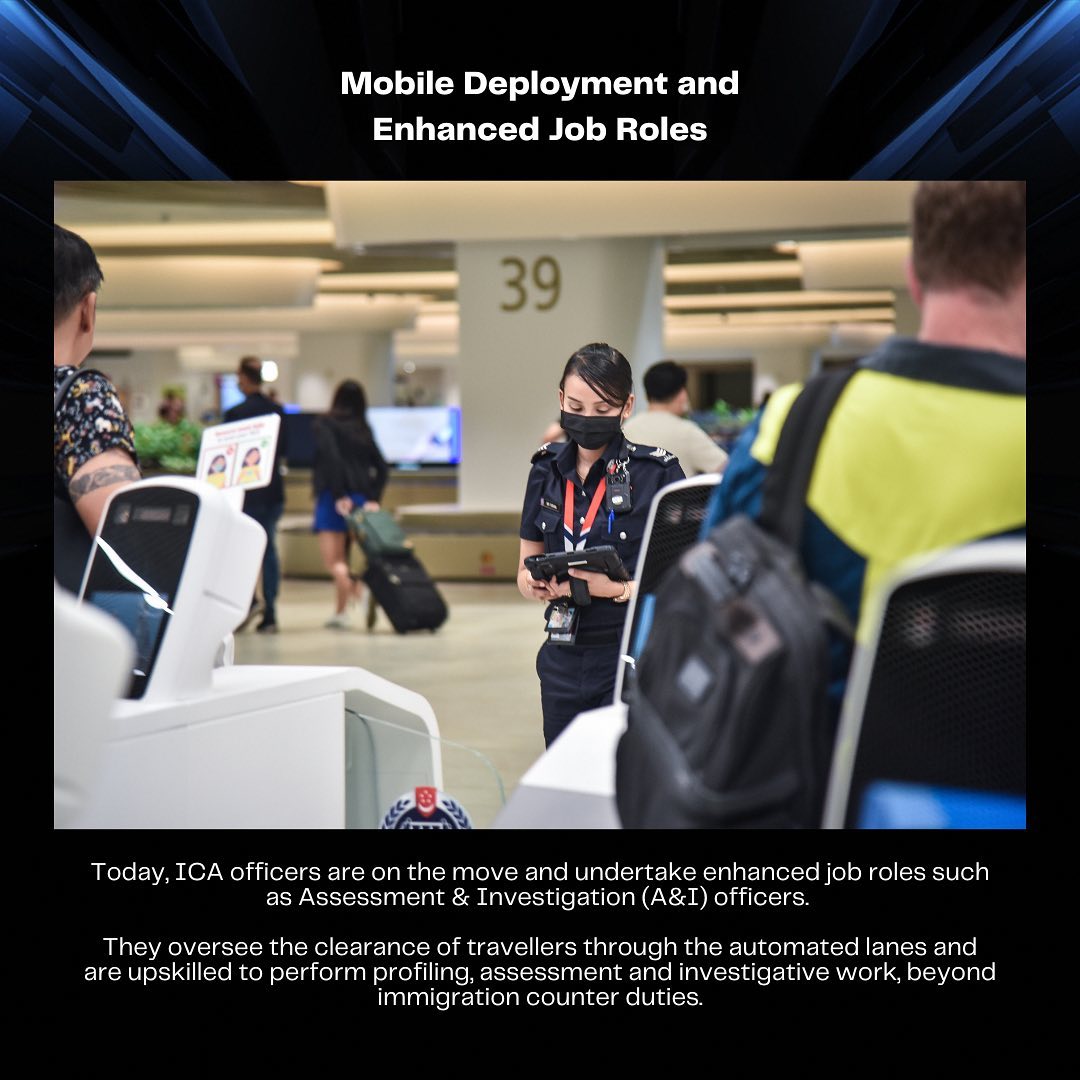 Mobile Deployment and
Enhanced Job Roles
39
Today, ICA officers are on the move and undertake enhanced job roles such
as Assessment & Investigation (A&I) officers.
They oversee the clearance of travellers through the automated lanes and
are upskilled to perform profiling, assessment and investigative work, beyond
immigration counter duties.